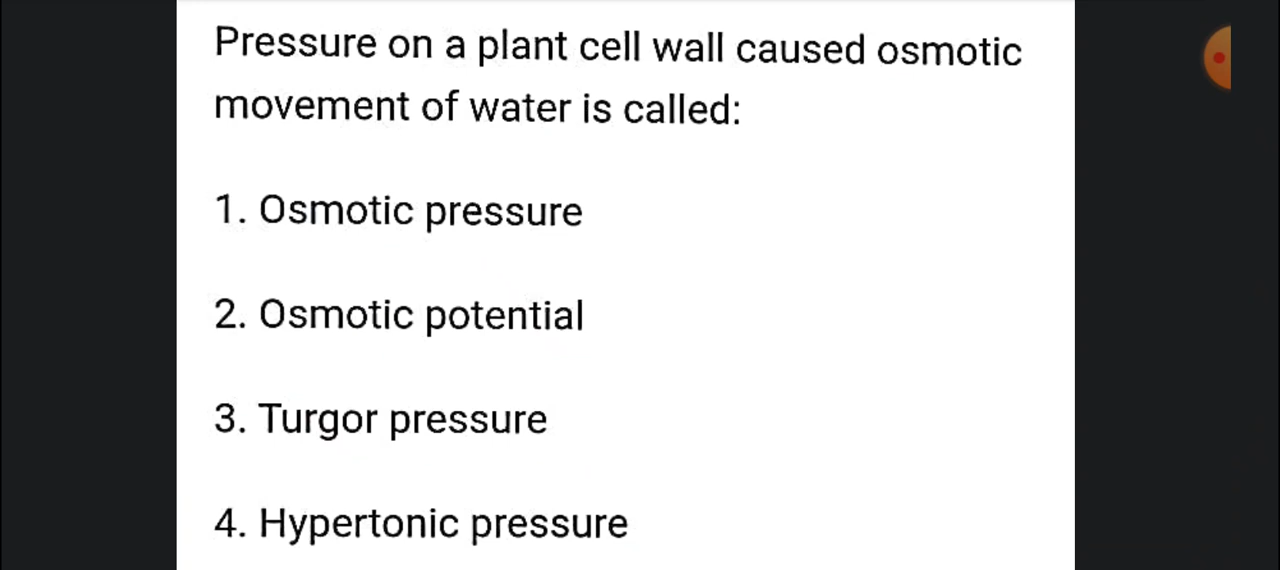 Pressure on a plant cell wall caused osmotic
movement of water is called:
1. Osmotic pressure
2. Osmotic potential
3. Turgor pressure
4. Hypertonic pressure